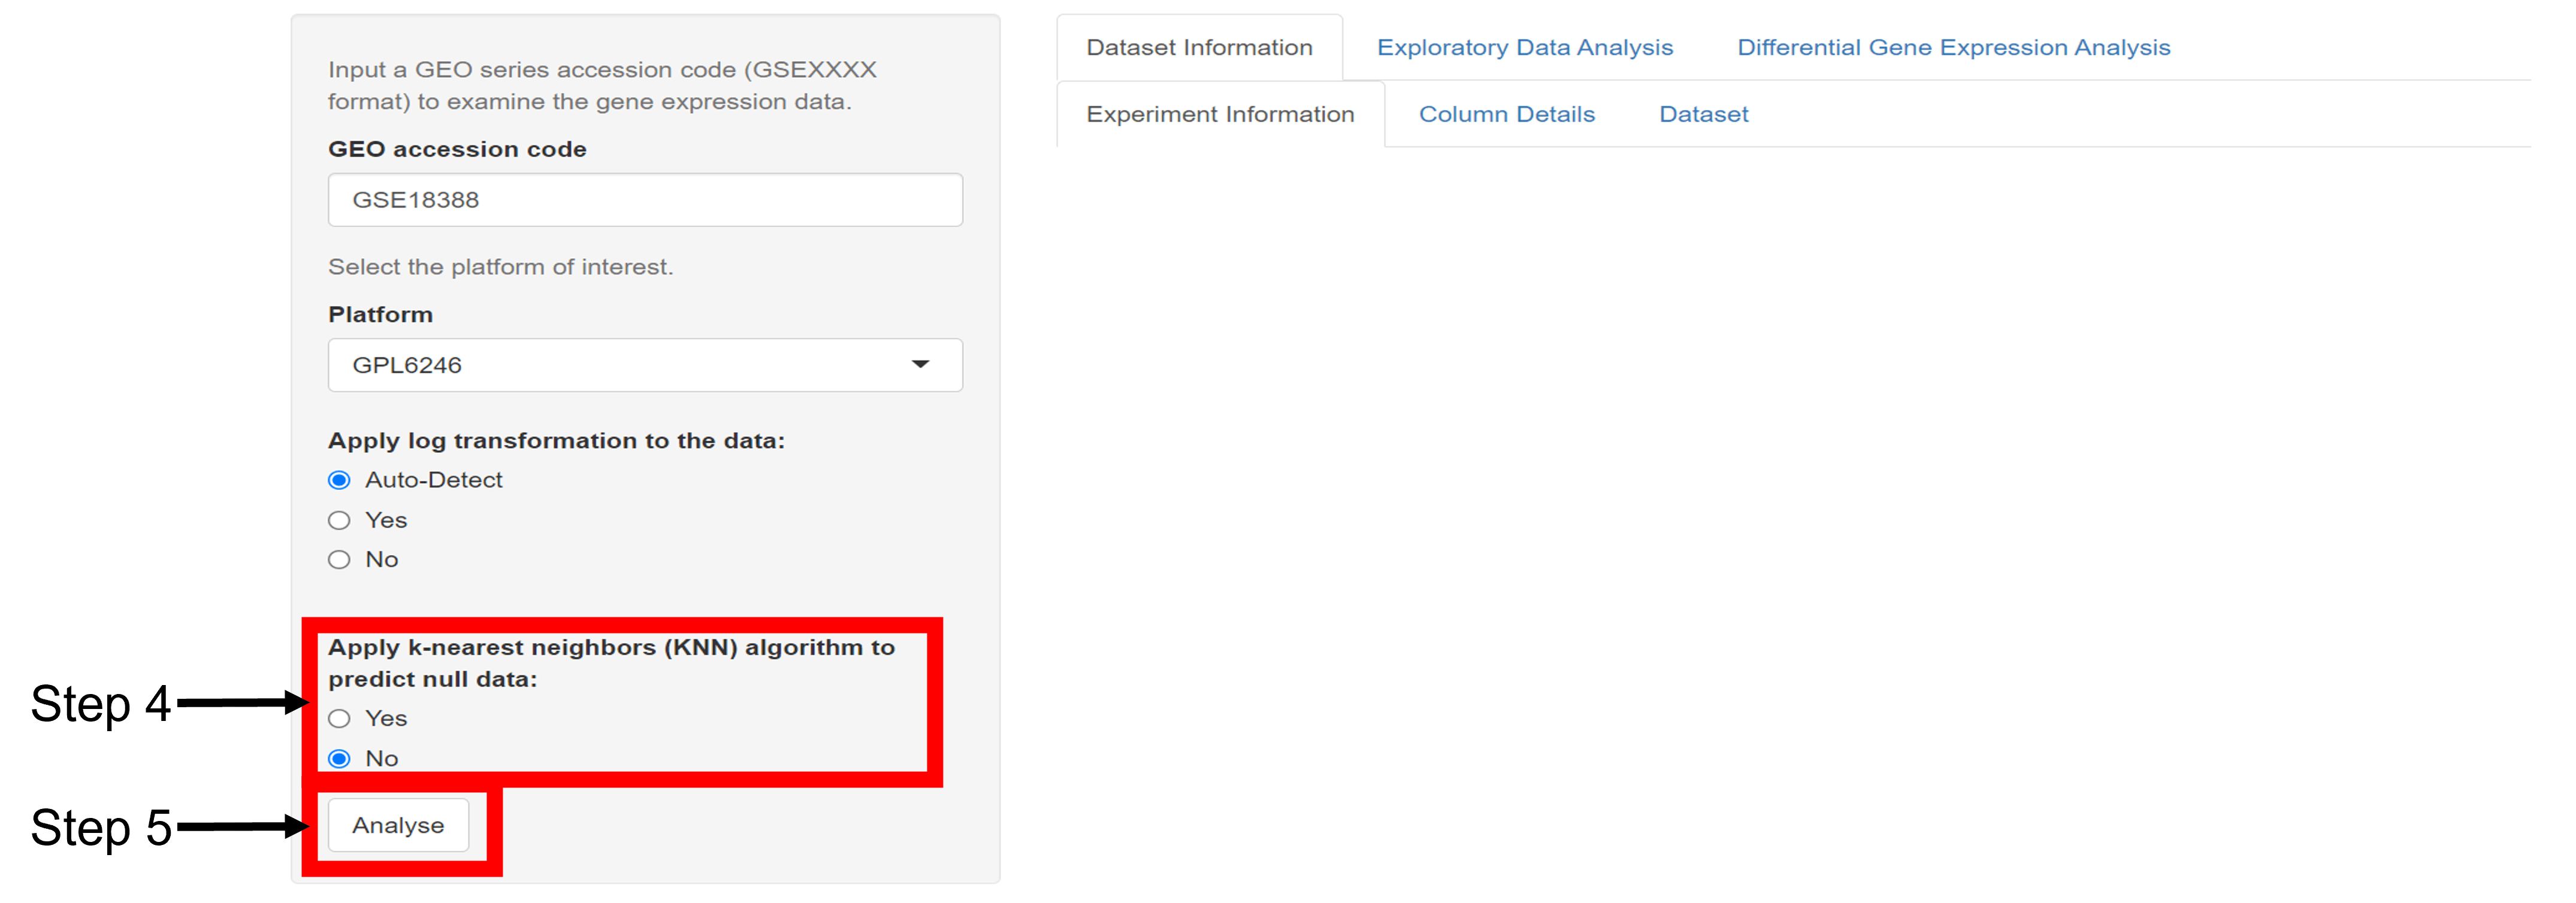 Input a GEO series accession code (GSEXXXX
format) to examine the gene expression data.
GEO accession code
GSE18388
Select the platform of interest.
Platform
GPL6246
Apply log transformation to the data:
Auto-Detect
Yes
No
Step 4
Apply k-nearest neighbors (KNN) algorithm to
predict null data:
Yes
No
Step 5
Analyse
Dataset Information Exploratory Data Analysis Differential Gene Expression Analysis
Experiment Information Column Details Dataset